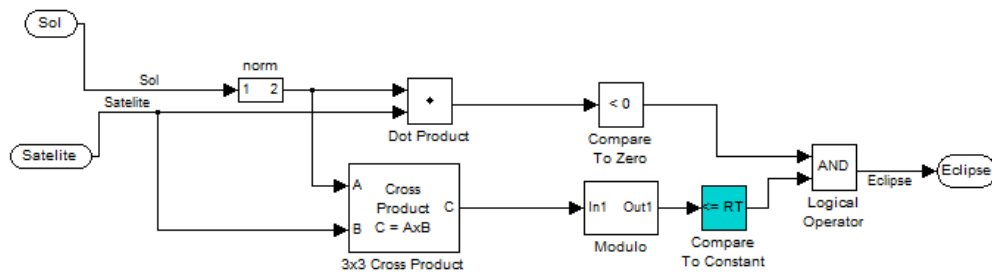 Sol
Sol
norm
1 2
Satelite
Satelite
Dot Product
< 0
Compare
To Zero
A
B
Cross
Product
C = AxB
C
3x3 Cross Product
In1 Out1
Modulo
<= RT
Compare
To Constant
AND
Logical
Operator
Eclipse
Eclipse